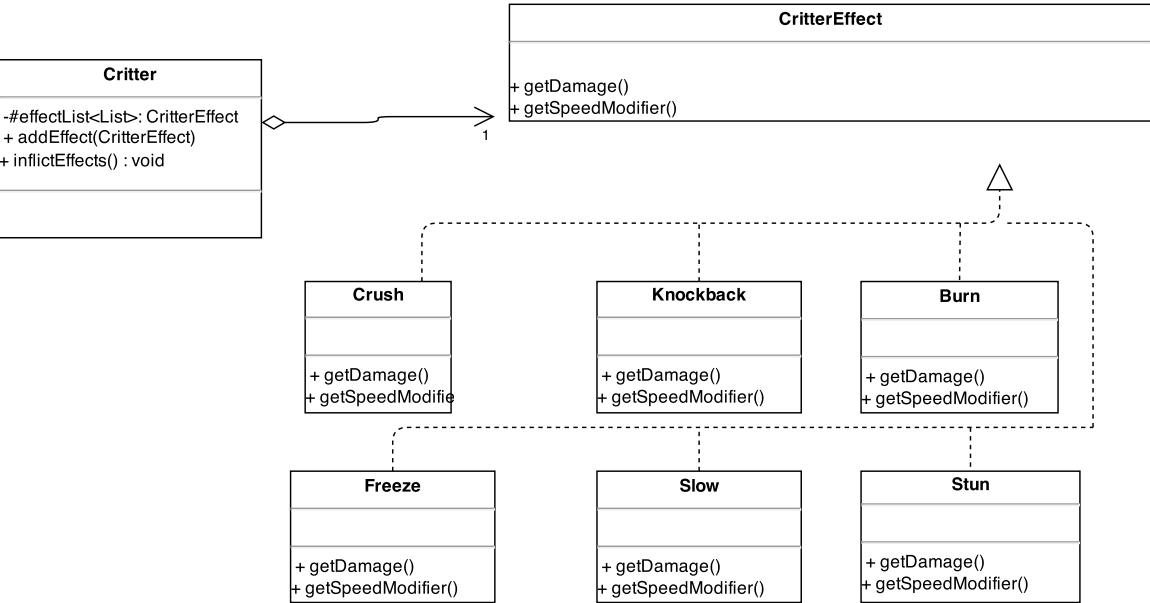 CritterEffect
+ getDamage()
+ getSpeedModifier()
Critter
-#effectList<List>: CritterEffect
+ addEffect(CritterEffect)
+ inflictEffects() : void
1
Crush
+ getDamage()
+ getSpeedModifie
Knockback
+ getDamage()
+ getSpeedModifier()
Burn
+ getDamage()
+ getSpeedModifier()
Freeze
+ getDamage()
+ getSpeedModifier()
Slow
+ getDamage()
+ getSpeedModifier()
Stun
+ getDamage()
+ getSpeedModifier()